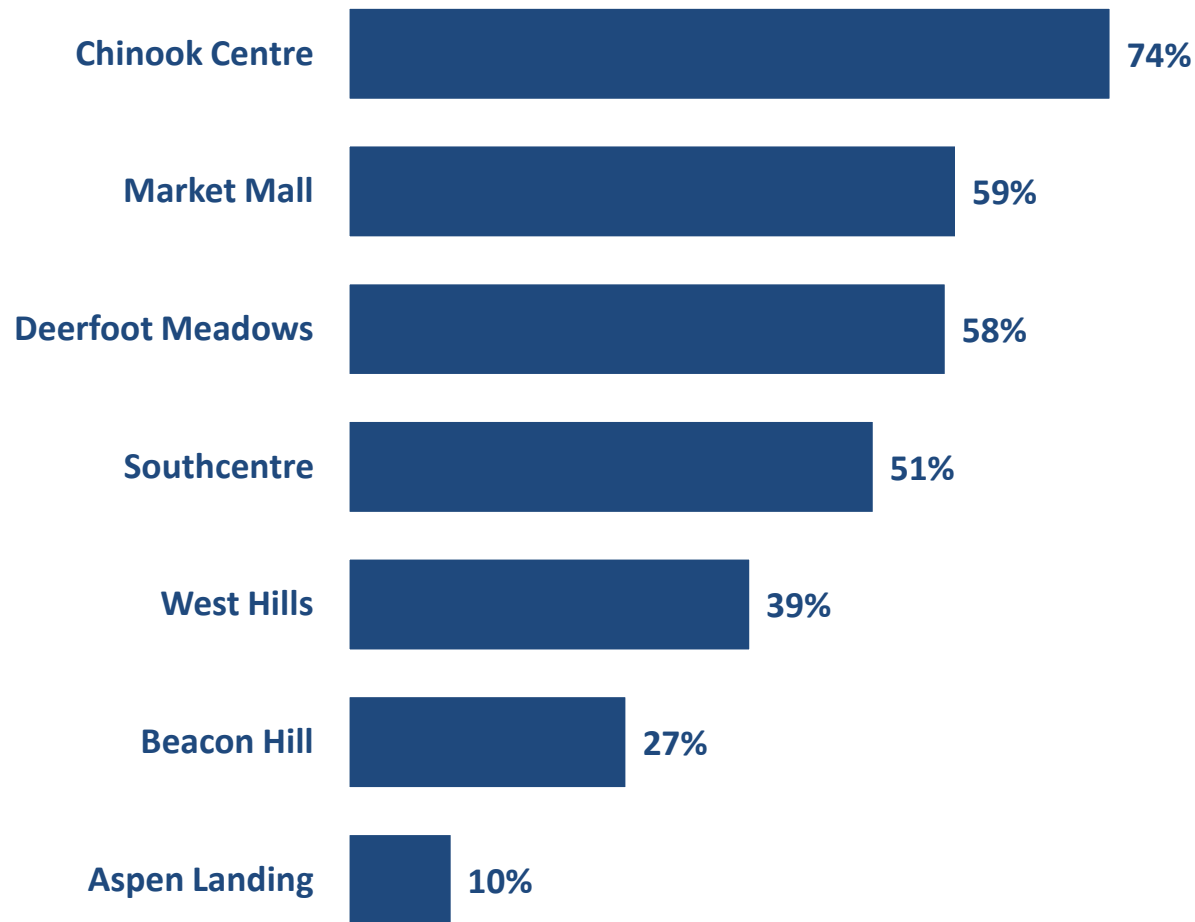 Chinook Centre 74%
Market Mall 59%
Deerfoot Meadows 58%
Southcentre 51%
West Hills 39%
Beacon Hill 27%
Aspen Landing 10%